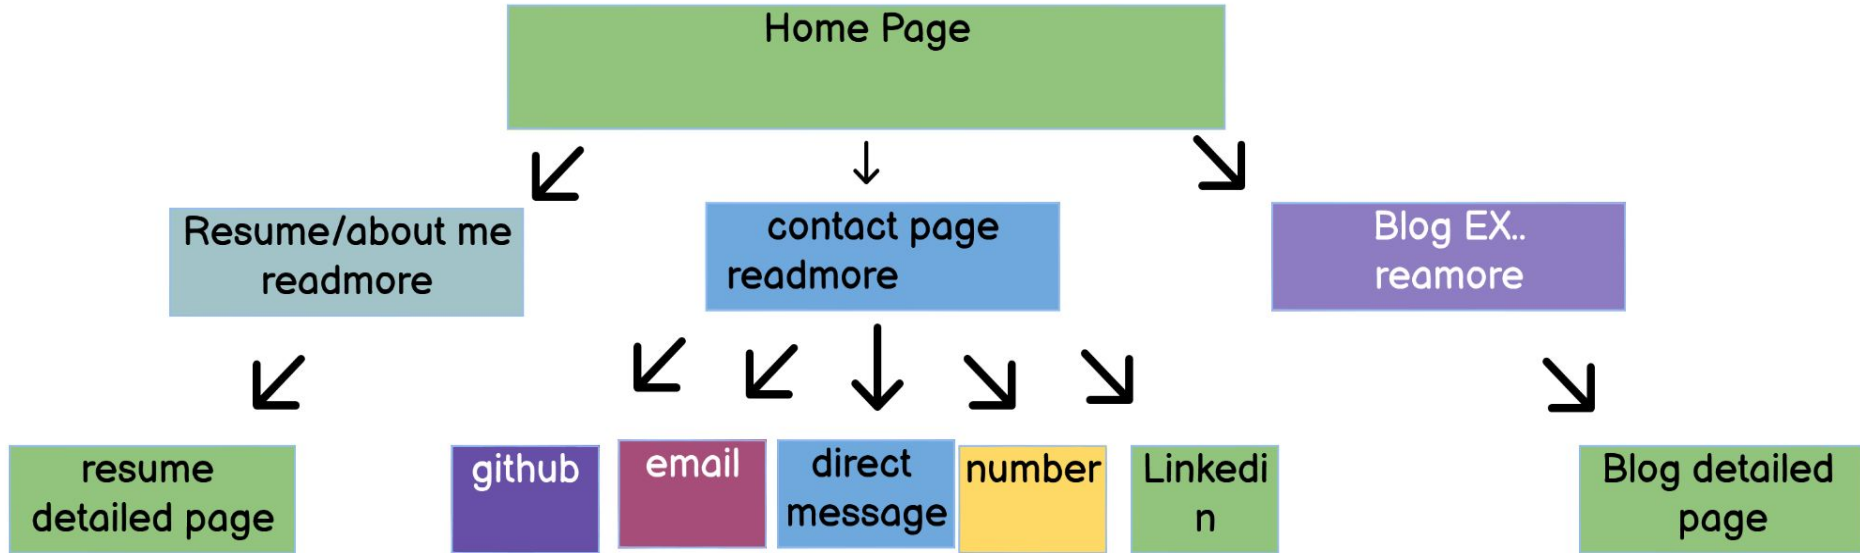 Home Page
Resume/about me
readmore
contact page
readmore
Blog EX..
reamore
resume
detailed page
github
email
direct
message
number
Linkedi
n
Blog detailed
page